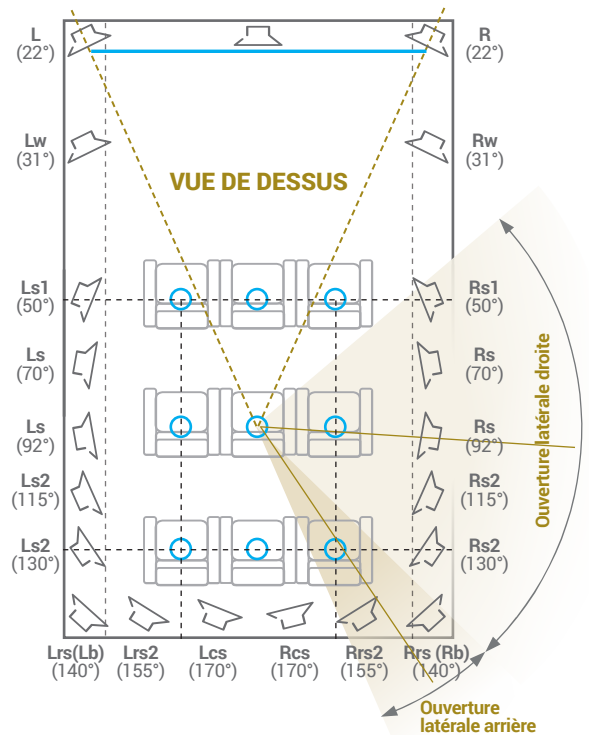 L
(22°)
R
(22°)
Lw
(31°)
Rw
(31°)
VUE DE DESSUS
Ls1
(50°)
Rs1
(50°)
Ls
(70°)
Rs
(70°)
Ls
(92°)
Rs
(92°)
Ouverture latérale droite
Ls2
(115°)
Rs2
(115°)
Ls2
(130°)
Rs2
(130°)
Lrs(Lb)
(140°)
Lrs2
(155°)
Lcs
(170°)
Rcs
(170°)
Rrs2
(155°)
Rrs (Rb)
(140°)
Ouverture
latérale arrière